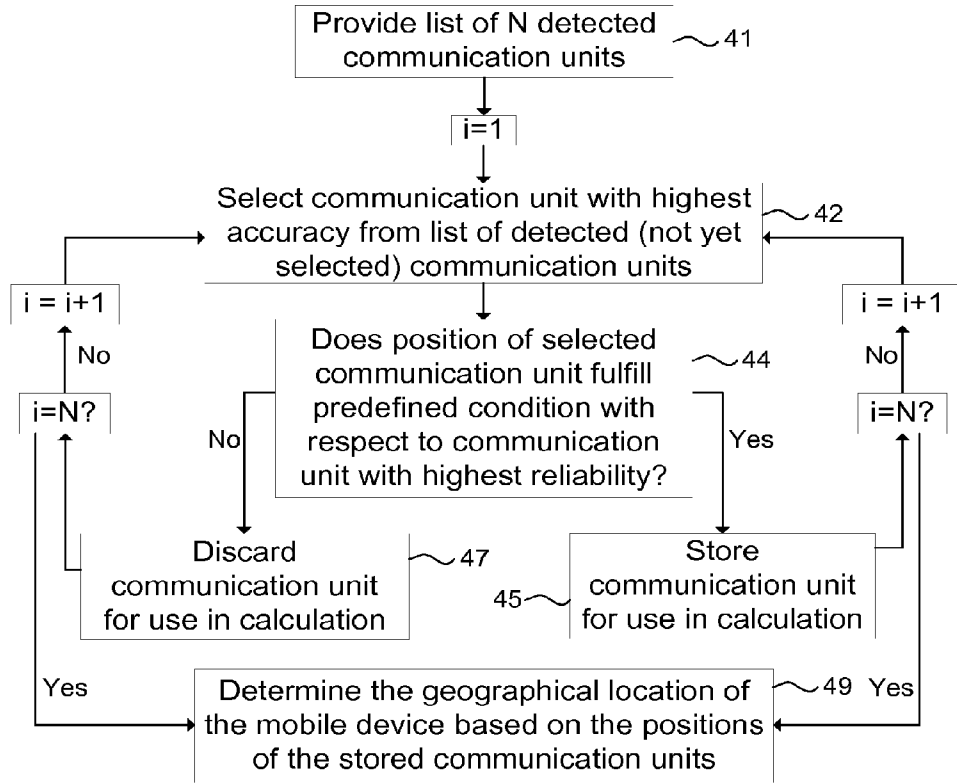 Provide list of N detected
communication units
41
i=1
Select communication unit with highest
accuracy from list of detected (not yet
selected) communication units
42
i = i+1
i = i+1
No
No
Does position of selected
communication unit fulfill
predefined condition with
respect to communication
unit with highest reliability?
44
i=N?
i=N?
No
Yes
Discard
communication unit
for use in calculation
47
Store
communication unit
for use in calculation
45
Yes
Yes
Determine the geographical location of
the mobile device based on the positions
of the stored communication units
49